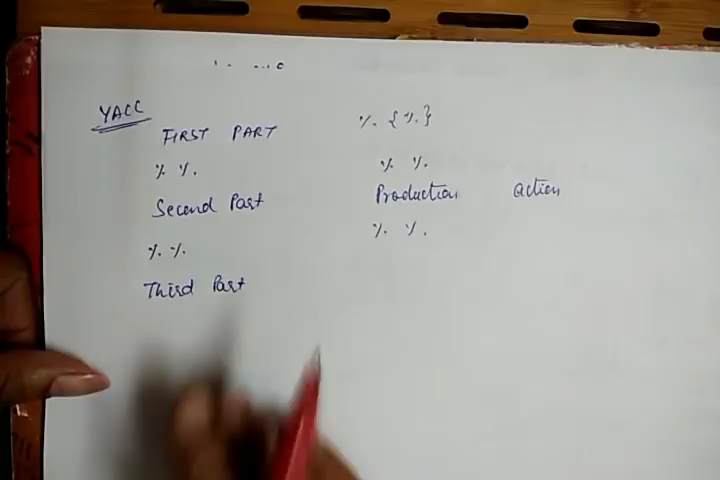 YACC
FIRST PART %{%}
%% %%
Second Part Production action
%% %%
Third Part